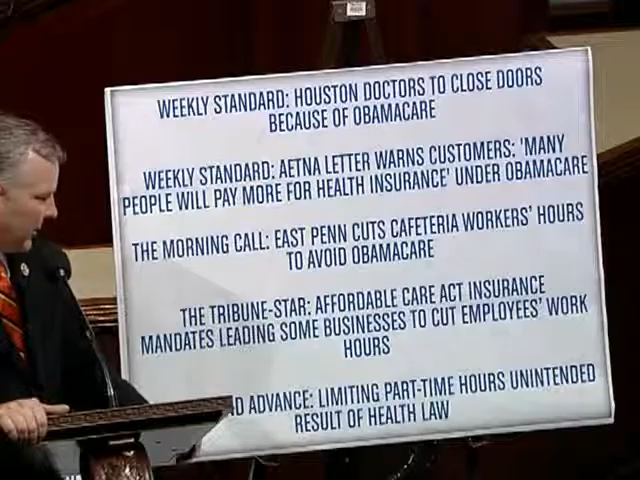 WEEKLY STANDARD: HOUSTON DOCTORS TO CLOSE DOORS
BECAUSE OF OBAMACARE
WEEKLY STANDARD: AETNA LETTER WARNS CUSTOMERS: 'MANY
PEOPLE WILL PAY MORE FOR HEALTH INSURANCE' UNDER OBAMACARE
THE MORNING CALL: EAST PENN CUTS CAFETERIA WORKERS' HOURS
TO AVOID OBAMACARE
THE TRIBUNE-STAR: AFFORDABLE CARE ACT INSURANCE
MANDATES LEADING SOME BUSINESSES TO CUT EMPLOYEES' WORK
HOURS
D ADVANCE: LIMITING PART-TIME HOURS UNINTENDED
RESULT OF HEALTH LAW